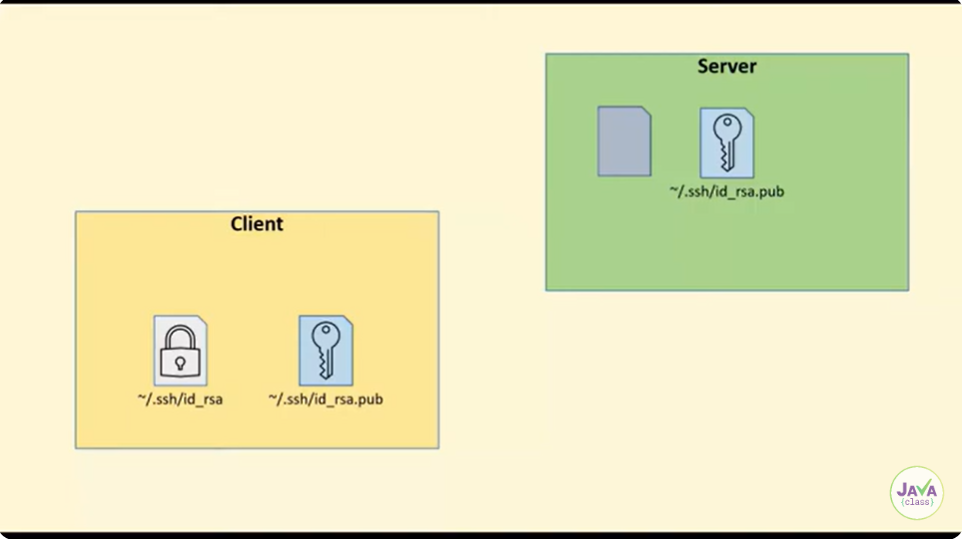 Server
~/.ssh/id_rsa.pub
Client
~/.ssh/id_rsa
~/.ssh/id_rsa.pub
JAVA
{class}